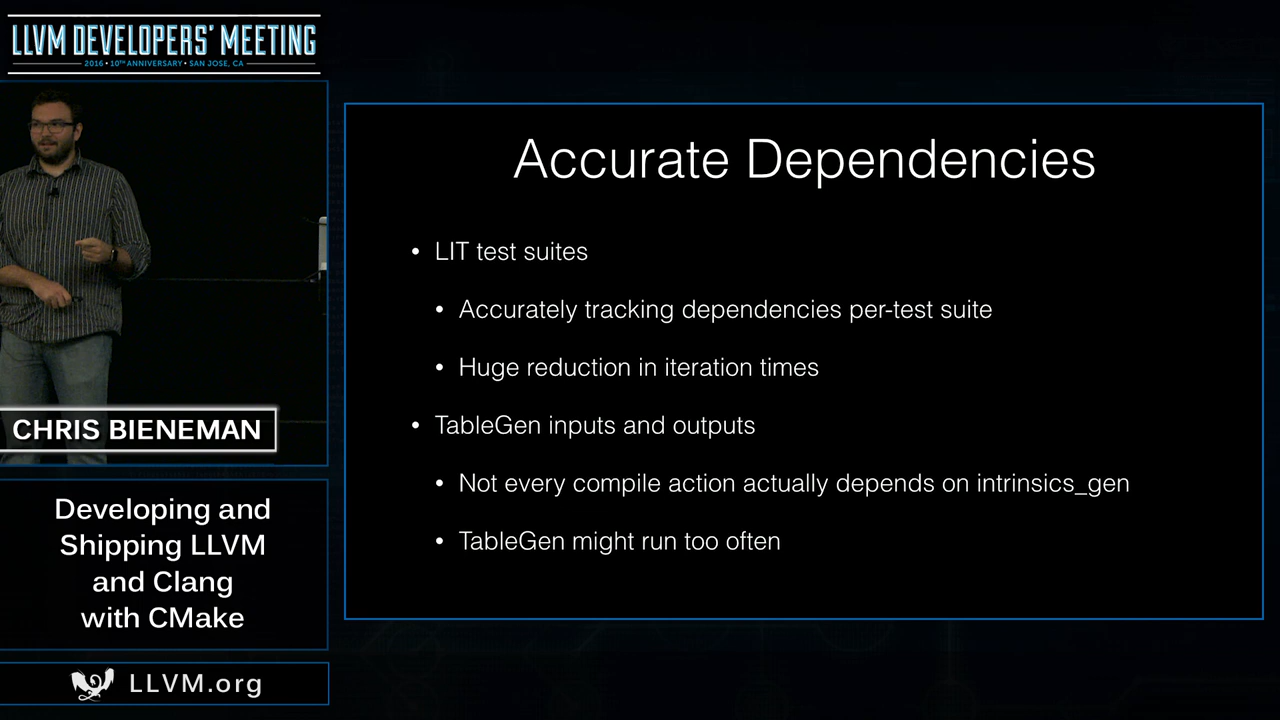 LLVM DEVELOPERS' MEETING
2016 • 10TH ANNIVERSARY • SAN JOSE, CA
CHRIS BIENEMAN
Developing and
Shipping LLVM
and Clang
with CMake
LLVM.org
Accurate Dependencies
• LIT test suites
• Accurately tracking dependencies per-test suite
• Huge reduction in iteration times
• TableGen inputs and outputs
• Not every compile action actually depends on intrinsics_gen
• TableGen might run too often